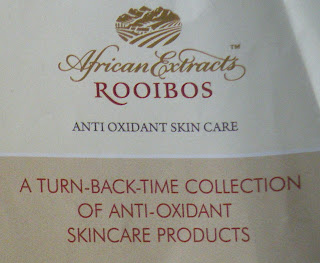 African Extracts™
ROOIBOS
ANTI OXIDANT SKIN CARE
A TURN-BACK-TIME COLLECTION
OF ANTI-OXIDANT
SKINCARE PRODUCTS